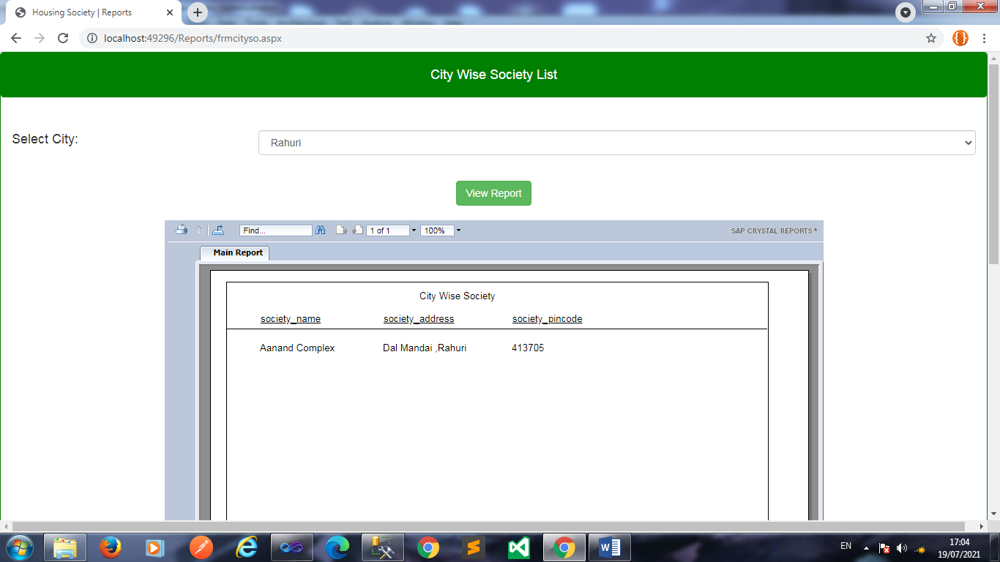 Housing Society | Reports
localhost:49296/Reports/frmcityso.aspx
City Wise Society List
Select City:
Rahuri
View Report
Find...
1 of 1
100%
SAP CRYSTAL REPORTS®
Main Report
City Wise Society
society_name society_address society_pincode
Aanand Complex Dal Mandai ,Rahuri 413705
EN
17:04
19/07/2021